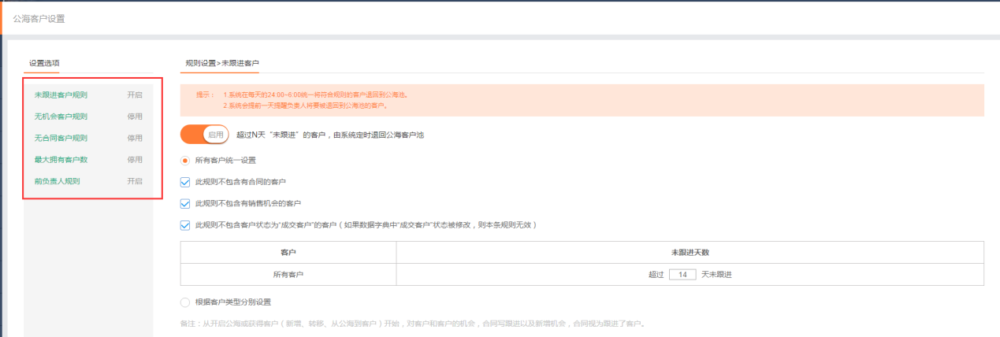 公海客户设置
设置选项
未跟进客户规则 开启
无机会客户规则 停用
无合同客户规则 停用
最大拥有客户数 停用
前负责人规则 开启
规则设置>未跟进客户
提示： 1.系统在每天的24:00~6:00统一将符合规则的客户退回到公海池。
2.系统会提前一天提醒负责人将要被退回到公海池的客户。
启用 超过N天“未跟进”的客户，由系统定时退回公海客户池
所有客户统一设置
此规则不包含有合同的客户
此规则不包含有销售机会的客户
此规则不包含客户状态为“成交客户”的客户（如果数据字典中“成交客户”状态被修改，则本条规则无效）
客户 未跟进天数
所有客户 超过 14 天未跟进
根据客户类型分别设置
备注：从开启公海或获得客户（新增、转移、从公海到客户）开始，对客户和客户的机会，合同写跟进以及新增机会，合同视为跟进了客户。